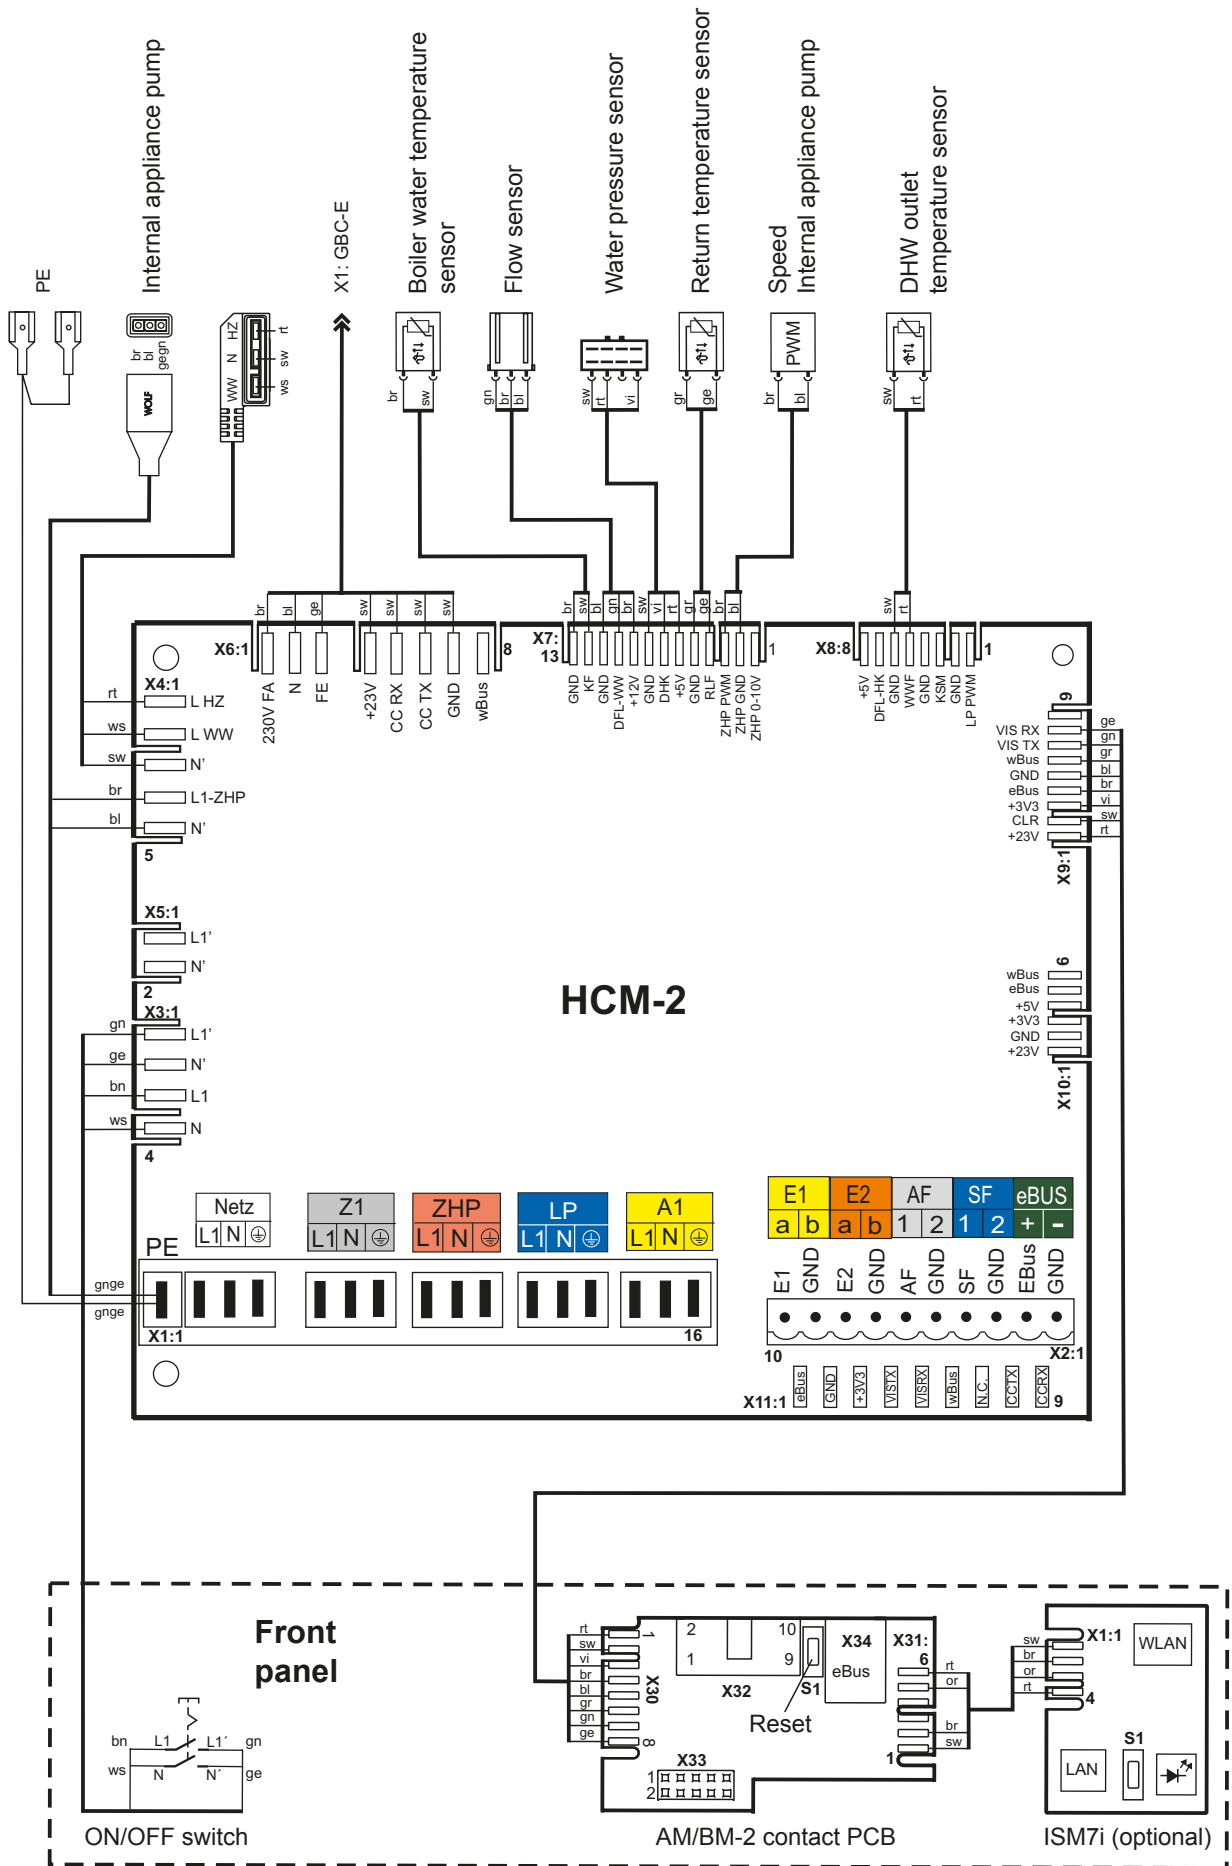 PE
Internal appliance pump
X1: GBC-E
Boiler water temperature
sensor
Flow sensor
Water pressure sensor
Return temperature sensor
Speed
Internal appliance pump
DHW outlet
temperature sensor
br
bl
gegn
WOLF
WW N HZ
ws
sw
rt
br
sw
gn
br
bl
sw
rt
vi
gr
ge
PWM
br
bl
sw
rt
br
bl
ge
sw
sw
sw
sw
br
sw
bl
gn
br
sw
vi
rt
gr
ge
br
bl
sw
rt
X6:1
8
X7:
13
1
X8:8
1
230V FA
N
FE
+23V
CC RX
CC TX
GND
wBus
GND
KF
GND
DFL-WW
+12V
GND
DHK
+5V
GND
RLF
ZHP PWM
ZHP GND
ZHP 0-10V
+5V
DFL-HK
GND
WWF
GND
KSM
GND
LP PWM
X4:1
rt L HZ
ws L WW
sw N'
br L1-ZHP
bl N'
5
X5:1
L1'
N'
2
X3:1
gn L1'
ge N'
bn L1
ws N
4
9
VIS RX ge
VIS TX gn
wBus gr
GND bl
eBus br
+3V3 vi
CLR sw
+23V rt
X9:1
6
wBus
eBus
+5V
+3V3
GND
+23V
X10:1
HCM-2
Netz
L1 N
Z1
L1 N
ZHP
L1 N
LP
L1 N
A1
L1 N
PE
gnge
gnge
X1:1
16
E1 E2 AF SF eBUS
a b a b 1 2 1 2 + -
E1
GND
E2
GND
AF
GND
SF
GND
EBus
GND
10
X2:1
X11:1
eBus
GND
+3V3
VISTX
VISRX
wBus
N.C.
CCTX
CCRX
9
Front
panel
bn L1 L1´ gn
ws N N´ ge
ON/OFF switch
rt
sw
vi
br
bl
gr
gn
ge
1
X30
8
2 10
1 9
X32
S1
Reset
X34
eBus
X31:
6
1
rt
or
br
sw
X33
1
2
AM/BM-2 contact PCB
sw
br
or
rt
X1:1
4
WLAN
S1
LAN
ISM7i (optional)